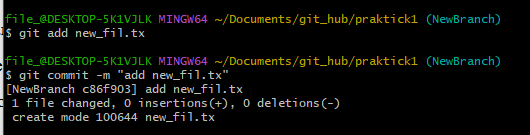 file_@DESKTOP-5K1VJLK MINGW64 ~/Documents/git_hub/praktick1 (NewBranch)
$ git add new_fil.tx
file_@DESKTOP-5K1VJLK MINGW64 ~/Documents/git_hub/praktick1 (NewBranch)
$ git commit -m "add new_fil.tx"
[NewBranch c86f903] add new_fil.tx
1 file changed, 0 insertions(+), 0 deletions(-)
create mode 100644 new_fil.tx